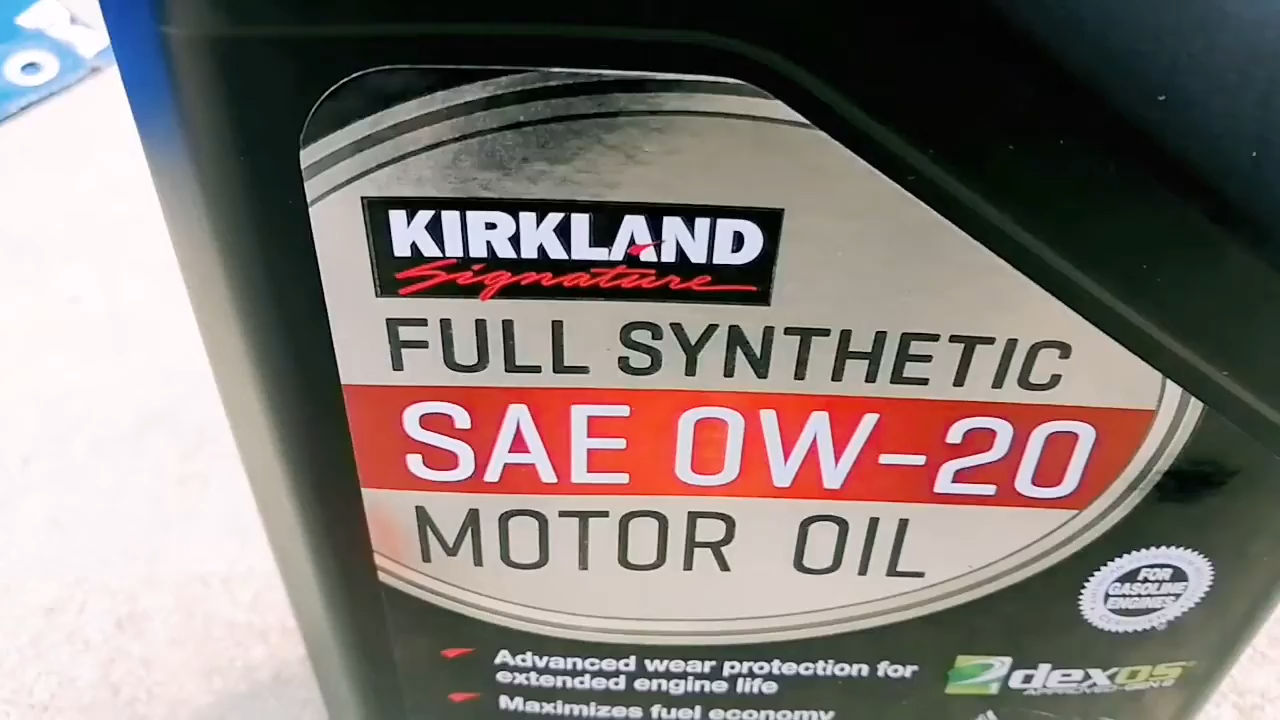 KIRKLAND
Signature
FULL SYNTHETIC
SAE 0W-20
MOTOR OIL
FOR
GASOLINE
ENGINES
Advanced wear protection for
extended engine life
Maximizes fuel economy
dexos